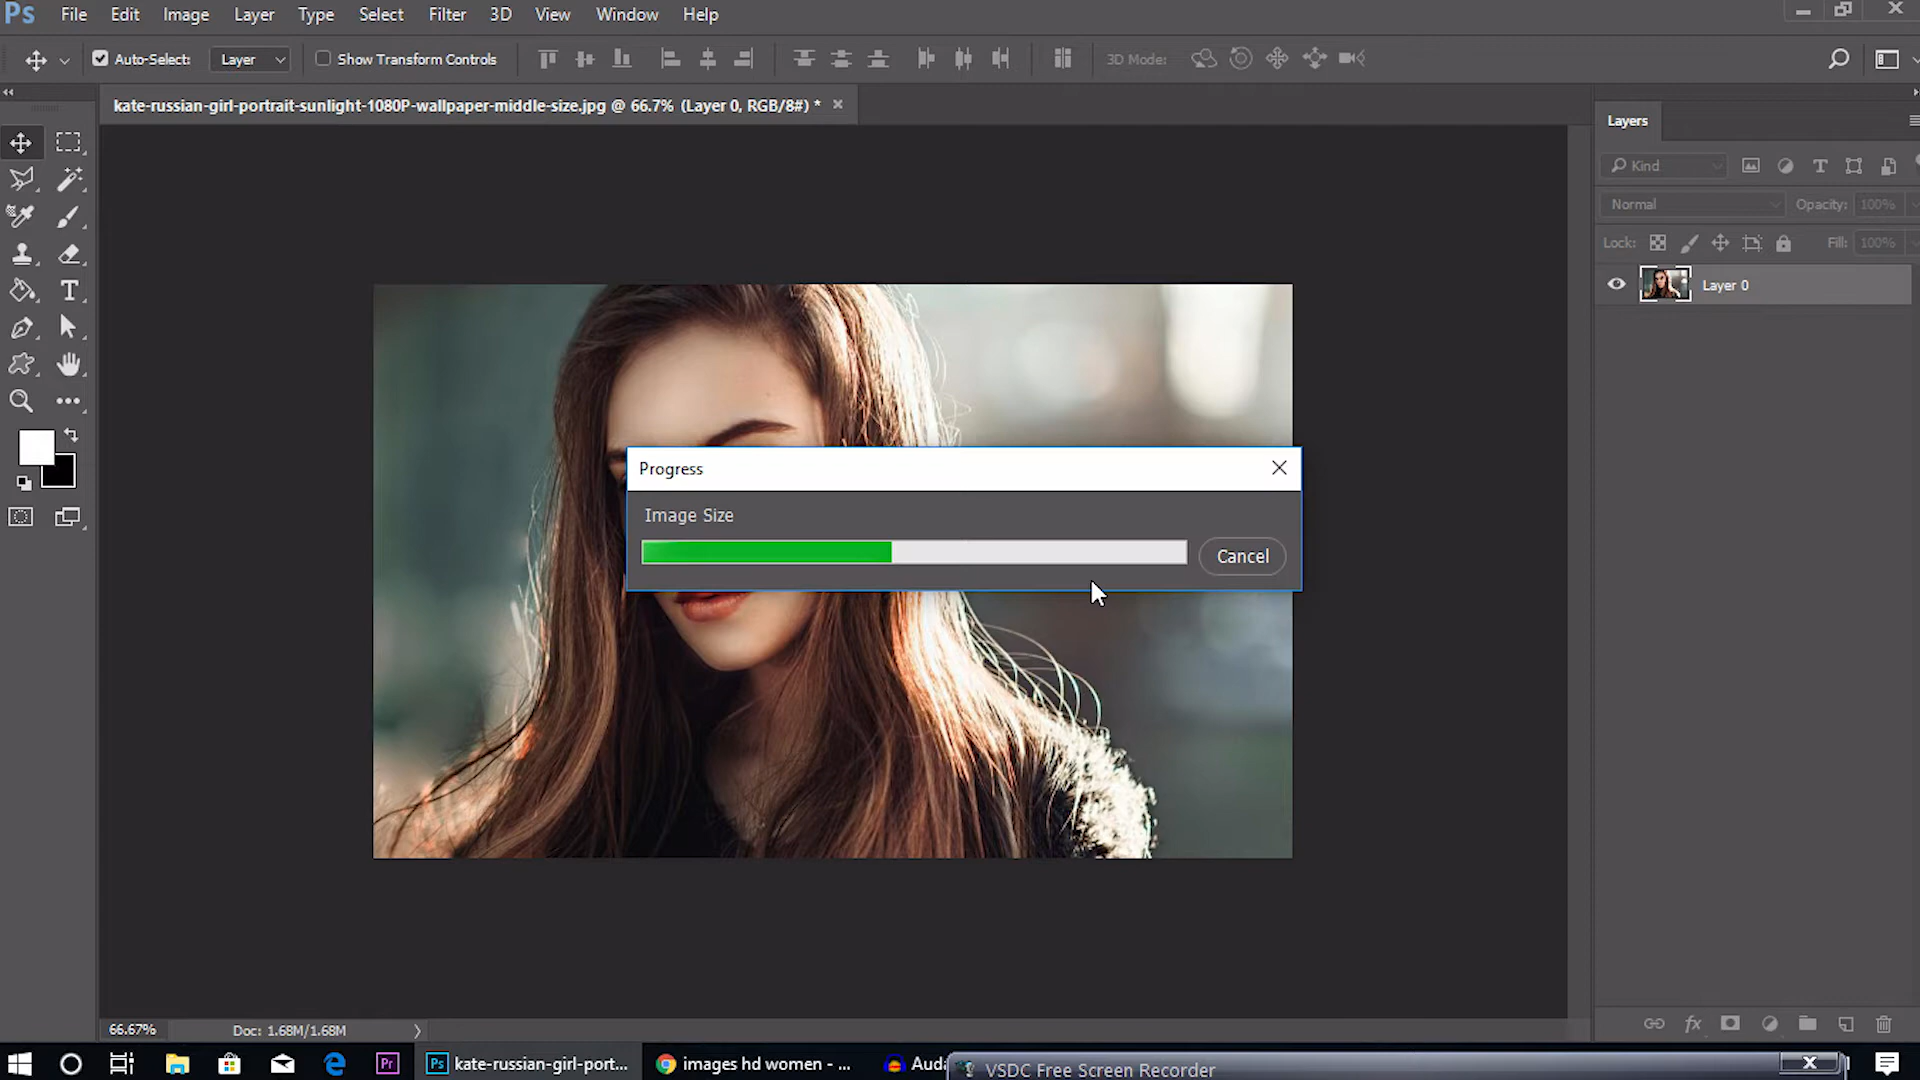 Ps File Edit Image Layer Type Select Filter 3D View Window Help
Auto-Select: Layer Show Transform Controls 3D Mode:
kate-russian-girl-portrait-sunlight-1080P-wallpaper-middle-size.jpg @ 66.7% (Layer 0, RGB/8#) *
Layers
Kind
Normal Opacity: 100%
Lock: Fill: 100%
Layer 0
Progress
Image Size
Cancel
66.67% Doc: 1.68M/1.68M
Pr Ps kate-russian-girl-port... images hd women - ... Auda VSDC Free Screen Recorder